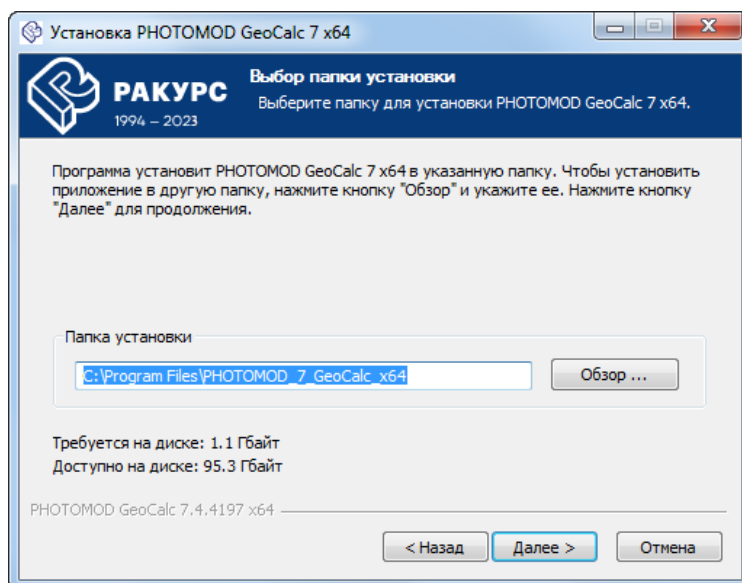 Установка PHOTOMOD GeoCalc 7 x64
РАКУРС
1994 – 2023
Выбор папки установки
Выберите папку для установки PHOTOMOD GeoCalc 7 x64.
Программа установит PHOTOMOD GeoCalc 7 x64 в указанную папку. Чтобы установить
приложение в другую папку, нажмите кнопку "Обзор" и укажите ее. Нажмите кнопку
"Далее" для продолжения.
Папка установки
C:\Program Files\PHOTOMOD_7_GeoCalc_x64
Обзор ...
Требуется на диске: 1.1 Гбайт
Доступно на диске: 95.3 Гбайт
PHOTOMOD GeoCalc 7.4.4197 x64
< Назад
Далее >
Отмена